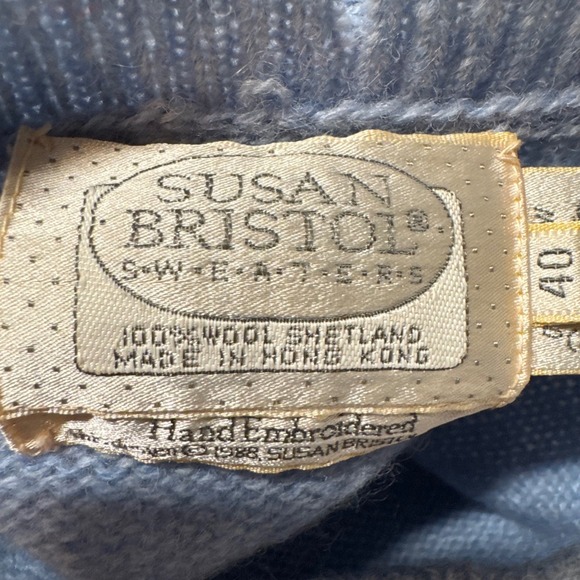 SUSAN
BRISTOL®
S·W·E·A·T·E·R·S
100% WOOL SHETLAND
MADE IN HONG KONG
40
Hand Embroidered
© 1988, SUSAN BRISTOL